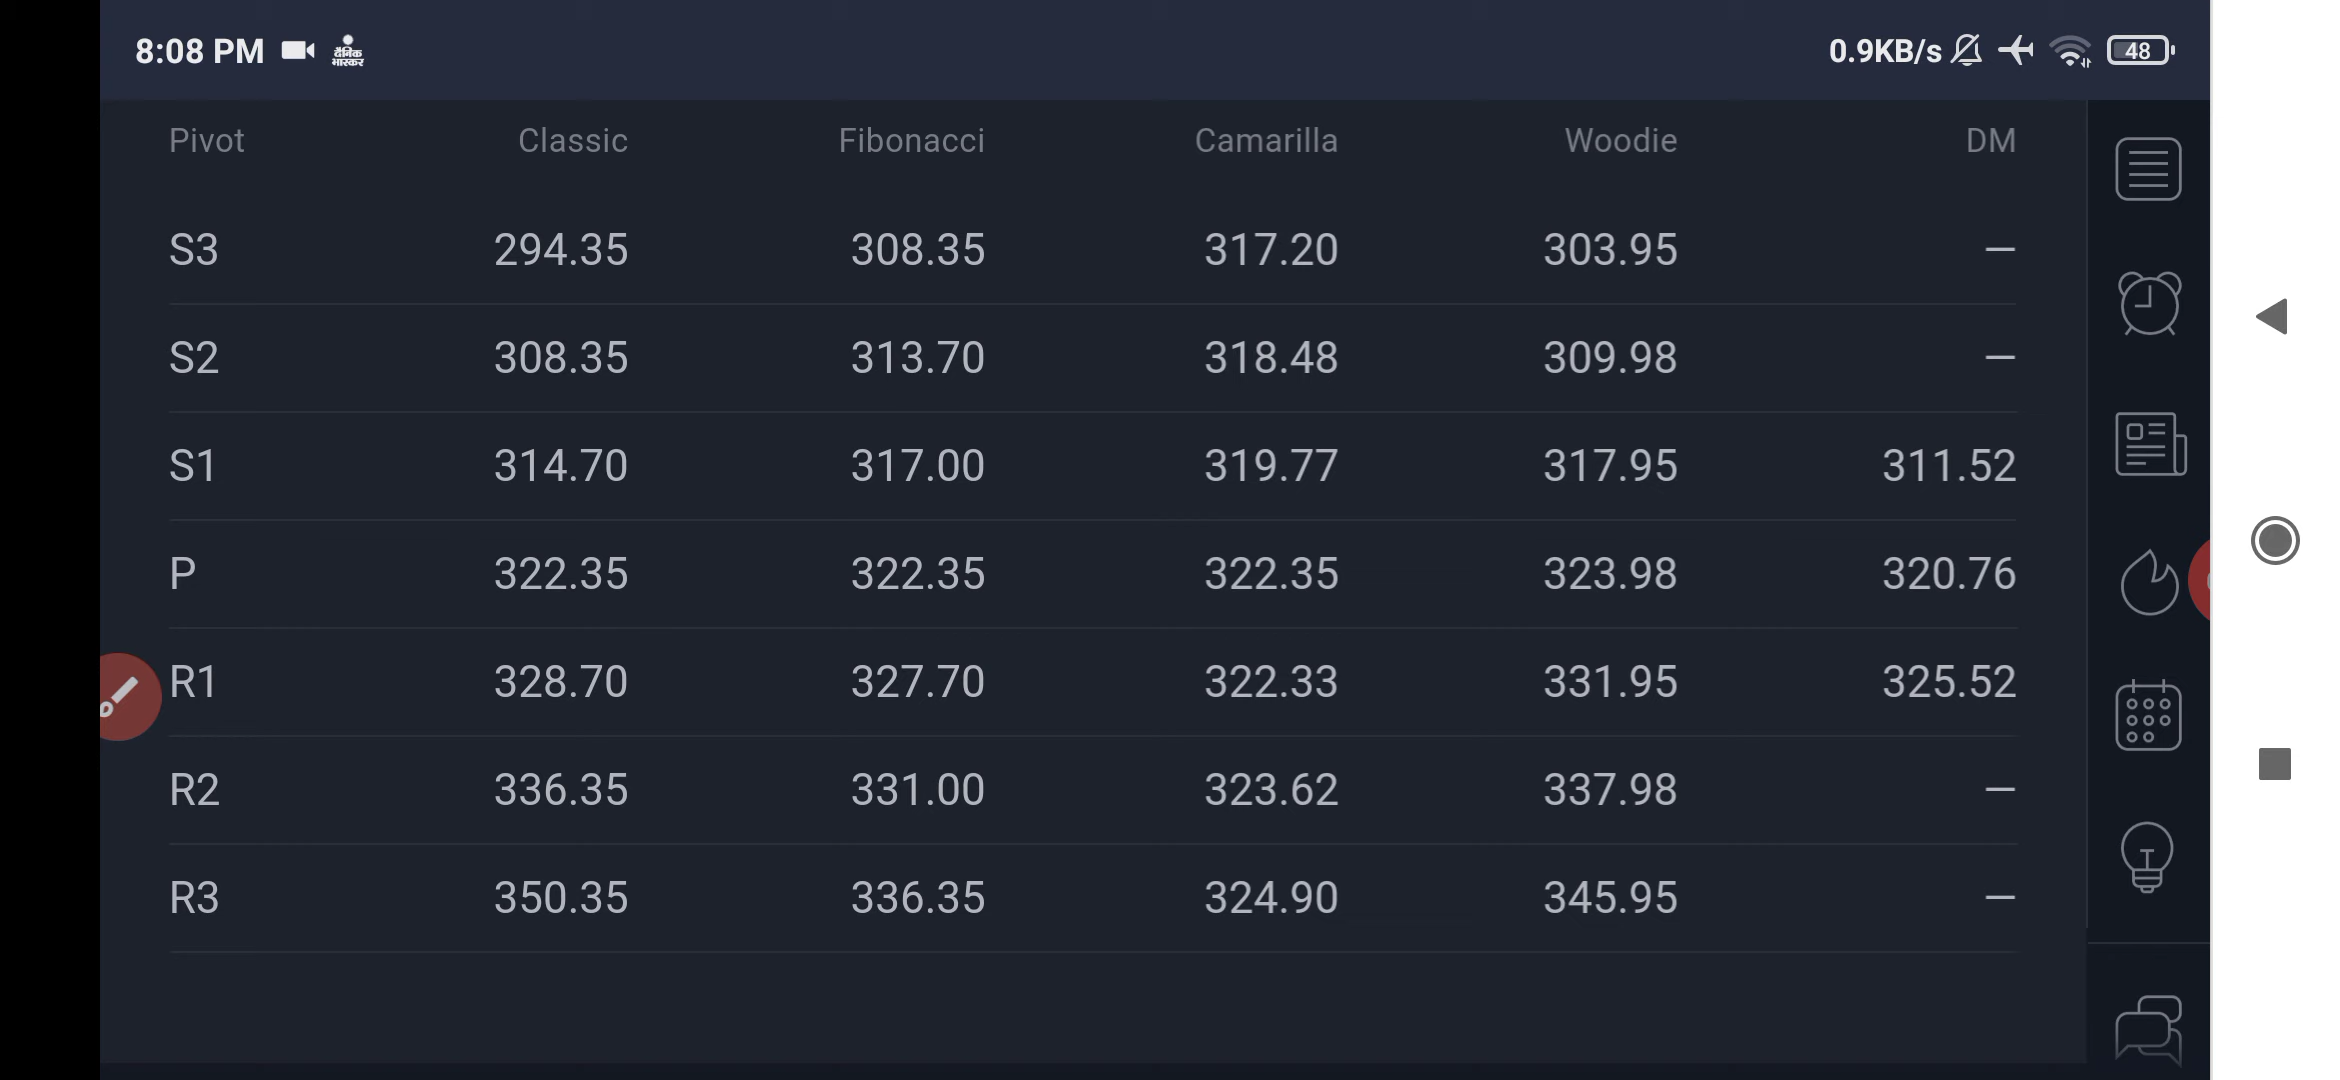 8:08 PM दैनिक भास्कर 0.9KB/s 48
Pivot Classic Fibonacci Camarilla Woodie DM
S3 294.35 308.35 317.20 303.95 —
S2 308.35 313.70 318.48 309.98 —
S1 314.70 317.00 319.77 317.95 311.52
P 322.35 322.35 322.35 323.98 320.76
R1 328.70 327.70 322.33 331.95 325.52
R2 336.35 331.00 323.62 337.98 —
R3 350.35 336.35 324.90 345.95 —